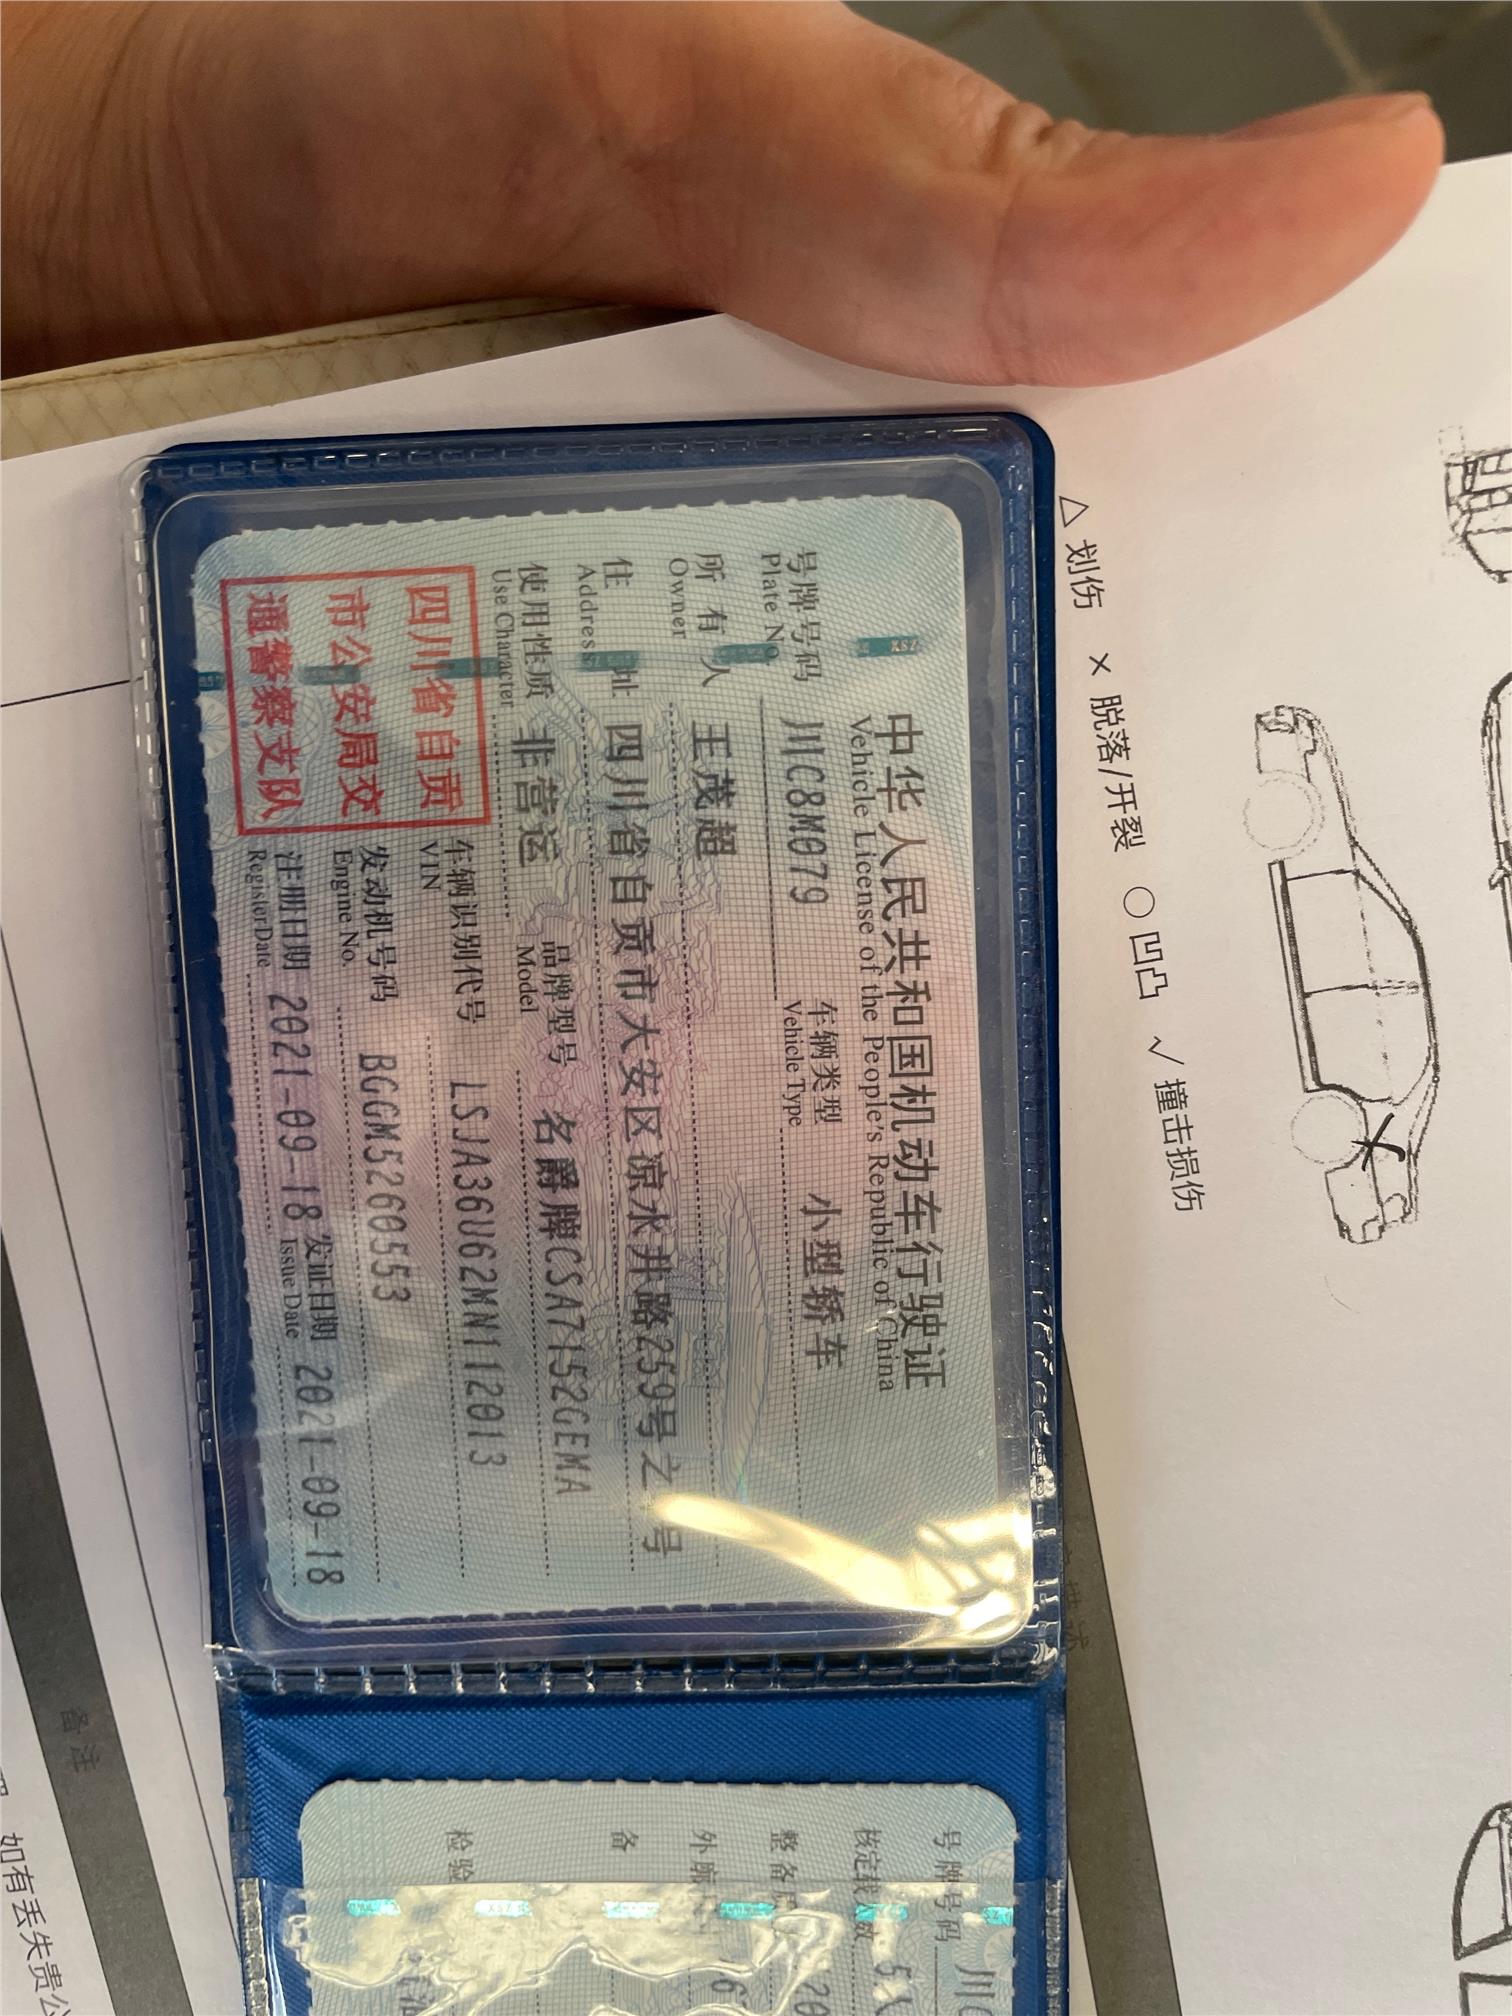 中华人民共和国机动车行驶证
Vehicle License of the People's Republic of China
号牌号码 川C8M079 车辆类型 小型轿车
Plate No. Vehicle Type
所有人 王茂超
Owner
住址 四川省自贡市大安区凉水井路259号之 号
Address
使用性质 非营运 品牌型号 名爵牌CSA7152GEMA
Use Character Model
四川省自贡
市公安局交
通警察支队
车辆识别代号 LSJA36U62MN112013
VIN
发动机号码 BGGM5260553
Engine No.
注册日期 2021-09-18 发证日期 2021-09-18
Register Date Issue Date
号牌号码 川C
核定载人数 5人
整备
外廓
备
检验
△ 划伤 × 脱落/开裂 ○ 凹凸 √ 撞击损伤
备注
如有丢失贵公